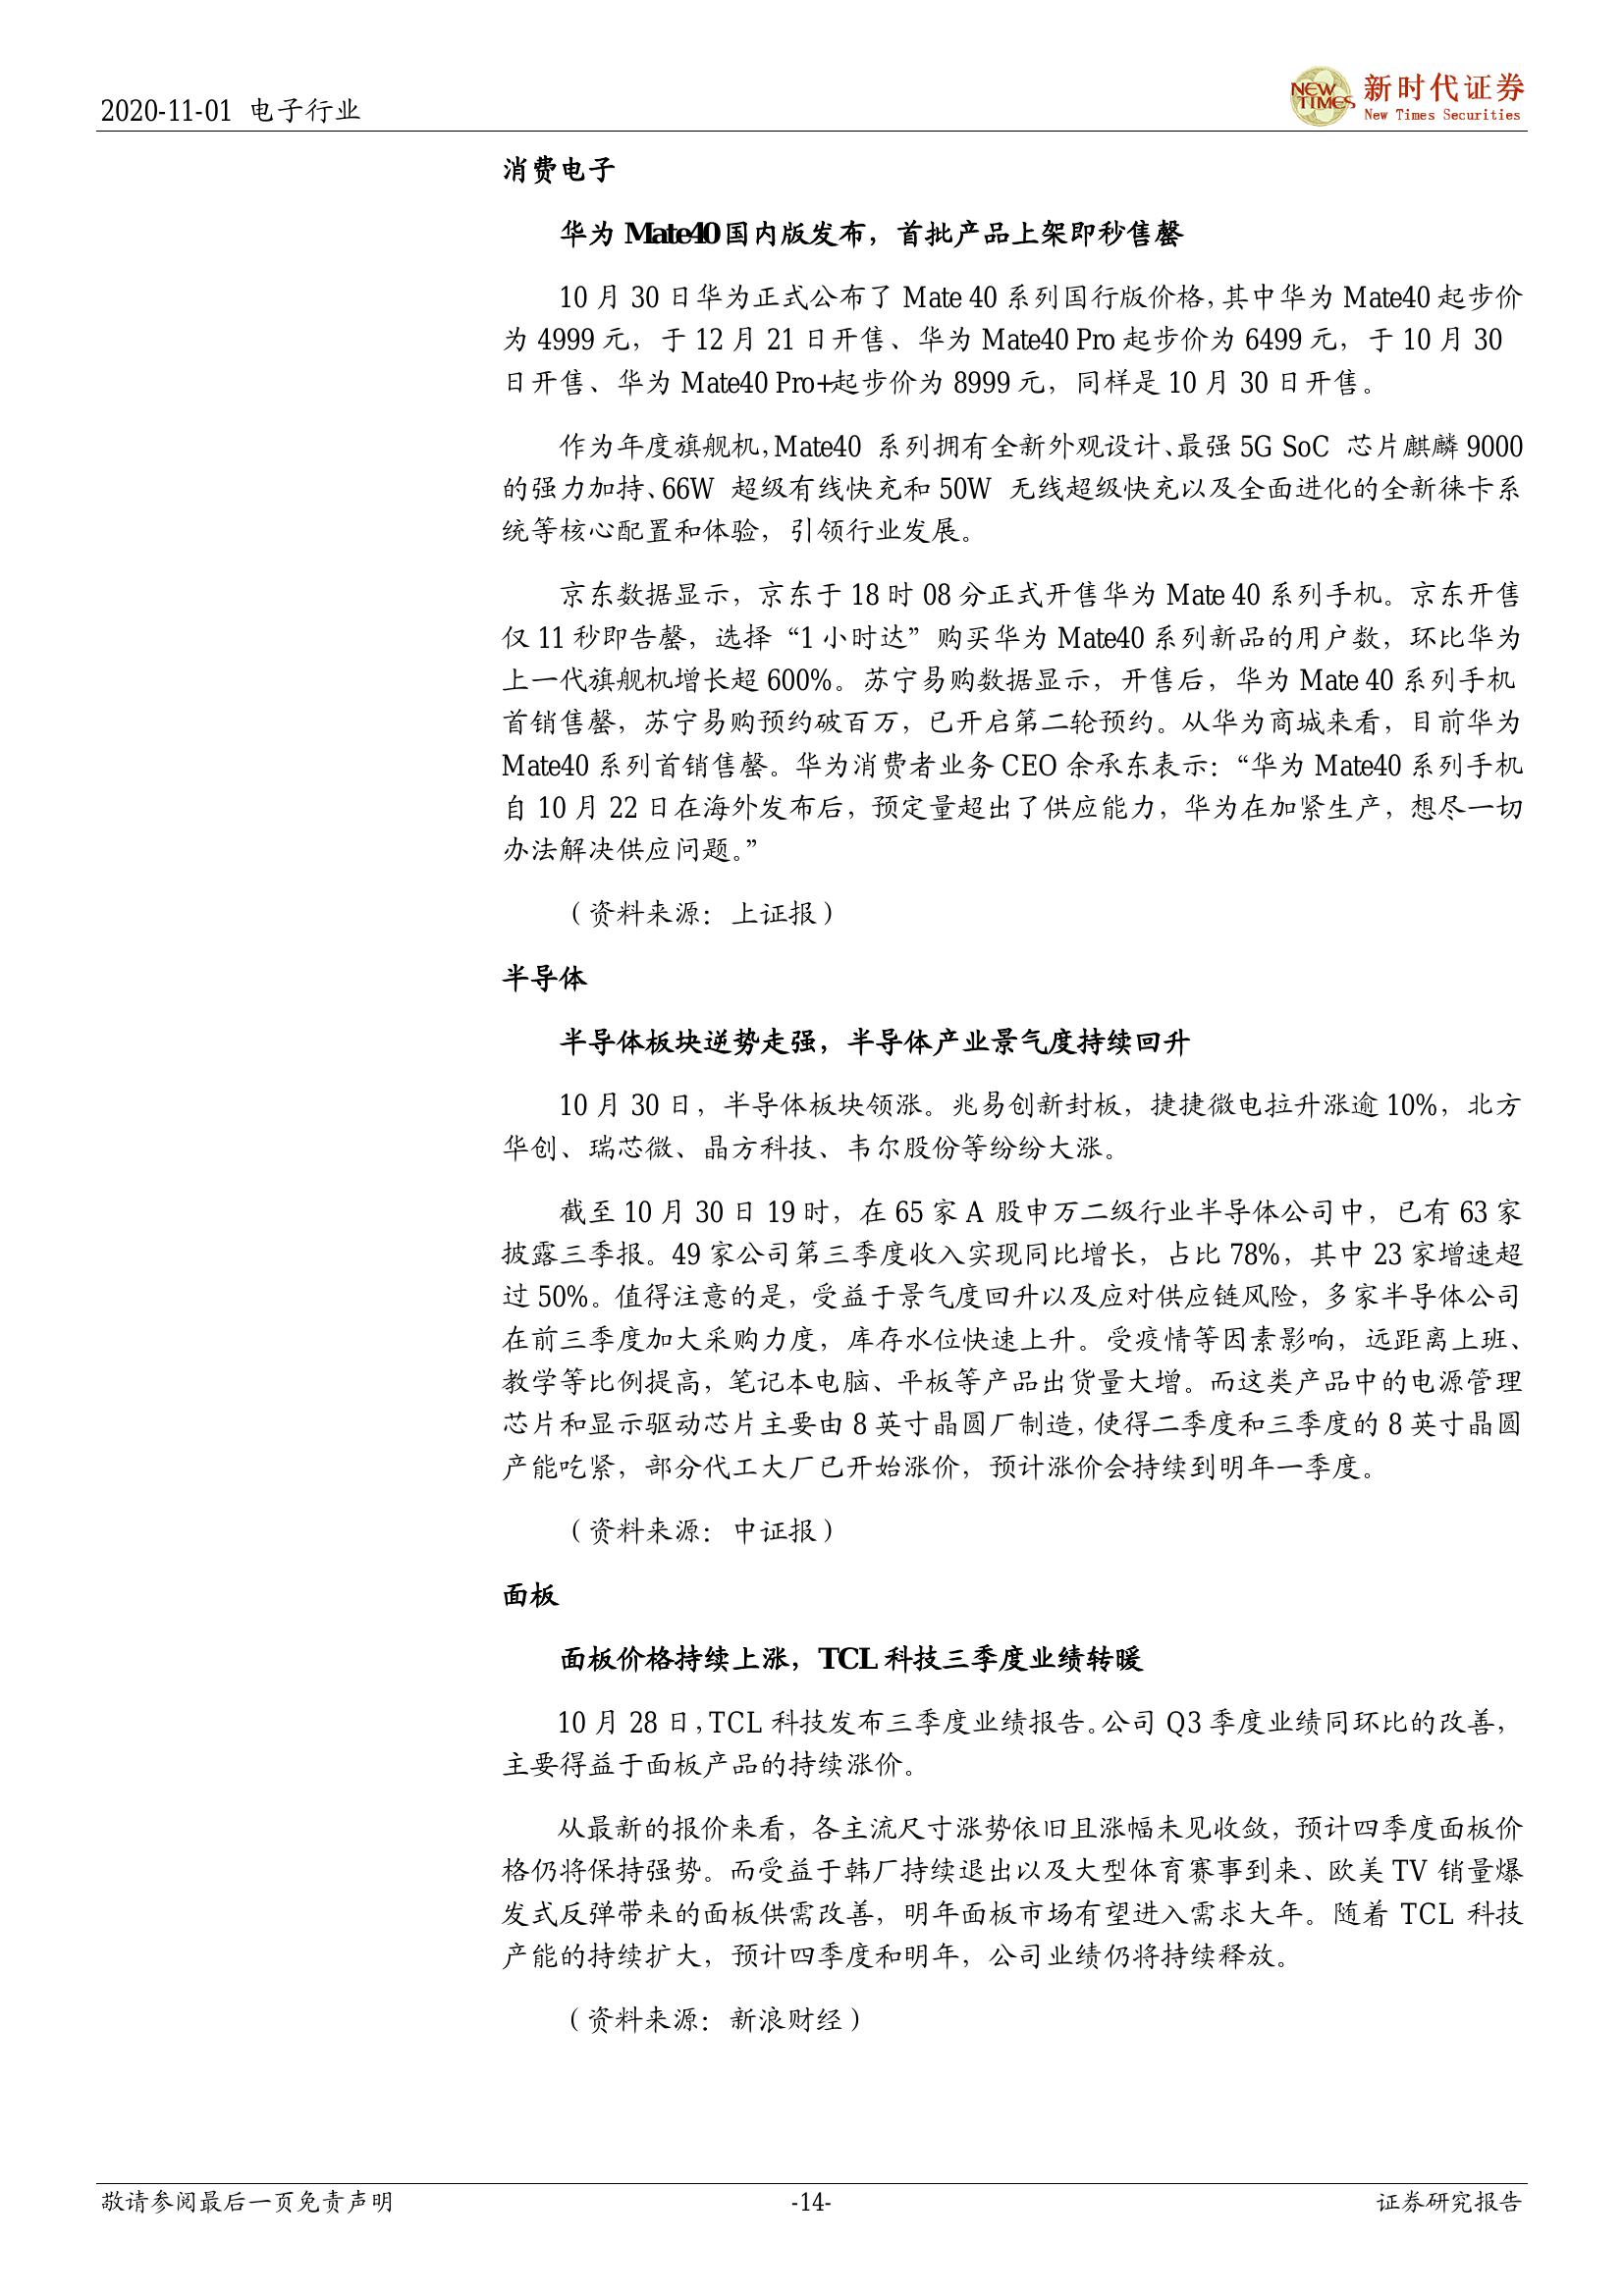 2020-11-01 电子行业
NEW TIMES
新时代证券
New Times Securities
消费电子
华为 Mate40 国内版发布，首批产品上架即秒售罄
10 月 30 日华为正式公布了 Mate 40 系列国行版价格，其中华为 Mate40 起步价
为 4999 元，于 12 月 21 日开售、华为 Mate40 Pro 起步价为 6499 元，于 10 月 30
日开售、华为 Mate40 Pro+起步价为 8999 元，同样是 10 月 30 日开售。
作为年度旗舰机，Mate40 系列拥有全新外观设计、最强 5G SoC 芯片麒麟 9000
的强力加持、66W 超级有线快充和 50W 无线超级快充以及全面进化的全新徕卡系
统等核心配置和体验，引领行业发展。
京东数据显示，京东于 18 时 08 分正式开售华为 Mate 40 系列手机。京东开售
仅 11 秒即告罄，选择“1 小时达”购买华为 Mate40 系列新品的用户数，环比华为
上一代旗舰机增长超 600%。苏宁易购数据显示，开售后，华为 Mate 40 系列手机
首销售罄，苏宁易购预约破百万，已开启第二轮预约。从华为商城来看，目前华为
Mate40 系列首销售罄。华为消费者业务 CEO 余承东表示：“华为 Mate40 系列手机
自 10 月 22 日在海外发布后，预定量超出了供应能力，华为在加紧生产，想尽一切
办法解决供应问题。”
（资料来源：上证报）
半导体
半导体板块逆势走强，半导体产业景气度持续回升
10 月 30 日，半导体板块领涨。兆易创新封板，捷捷微电拉升涨逾 10%，北方
华创、瑞芯微、晶方科技、韦尔股份等纷纷大涨。
截至 10 月 30 日 19 时，在 65 家 A 股申万二级行业半导体公司中，已有 63 家
披露三季报。49 家公司第三季度收入实现同比增长，占比 78%，其中 23 家增速超
过 50%。值得注意的是，受益于景气度回升以及应对供应链风险，多家半导体公司
在前三季度加大采购力度，库存水位快速上升。受疫情等因素影响，远距离上班、
教学等比例提高，笔记本电脑、平板等产品出货量大增。而这类产品中的电源管理
芯片和显示驱动芯片主要由 8 英寸晶圆厂制造，使得二季度和三季度的 8 英寸晶圆
产能吃紧，部分代工大厂已开始涨价，预计涨价会持续到明年一季度。
（资料来源：中证报）
面板
面板价格持续上涨，TCL 科技三季度业绩转暖
10 月 28 日，TCL 科技发布三季度业绩报告。公司 Q3 季度业绩同环比的改善，
主要得益于面板产品的持续涨价。
从最新的报价来看，各主流尺寸涨势依旧且涨幅未见收敛，预计四季度面板价
格仍将保持强势。而受益于韩厂持续退出以及大型体育赛事到来、欧美 TV 销量爆
发式反弹带来的面板供需改善，明年面板市场有望进入需求大年。随着 TCL 科技
产能的持续扩大，预计四季度和明年，公司业绩仍将持续释放。
（资料来源：新浪财经）
敬请参阅最后一页免责声明
-14-
证券研究报告